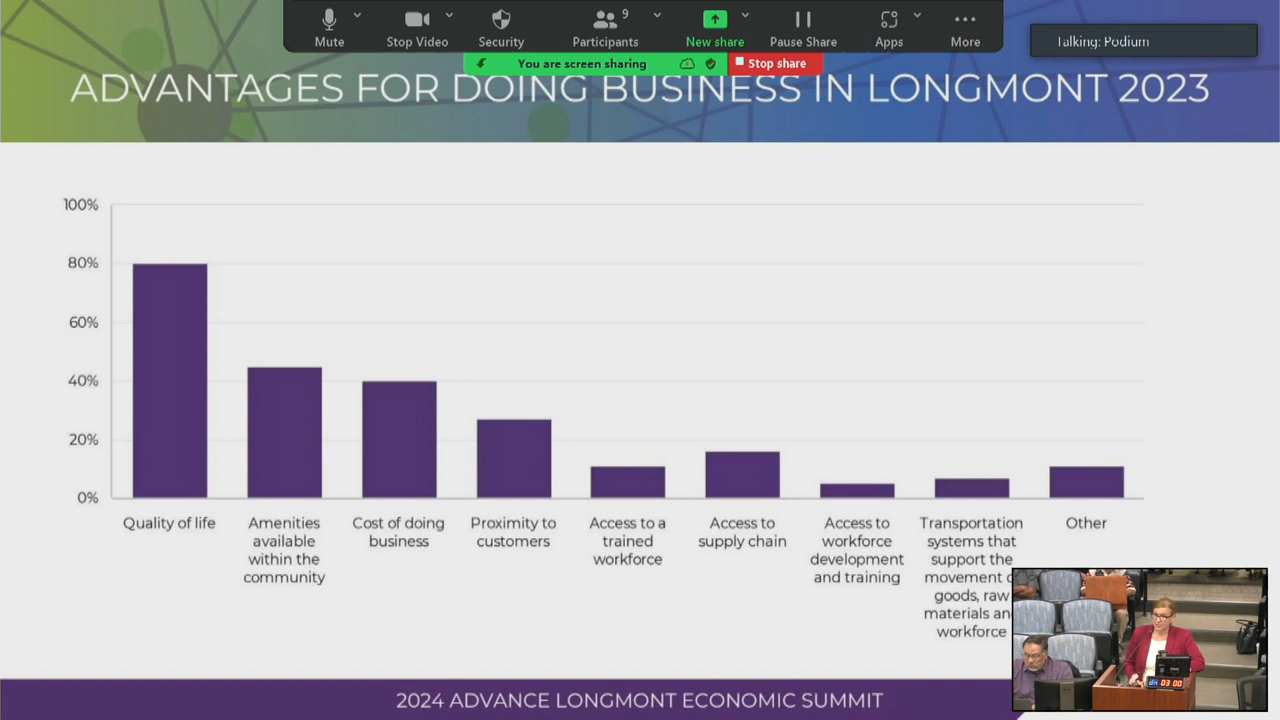 Mute
Stop Video
Security
Participants
9
New share
Pause Share
Apps
More
Talking: Podium
You are screen sharing
Stop share
ADVANTAGES FOR DOING BUSINESS IN LONGMONT 2023
100%
80%
60%
40%
20%
0%
Quality of life
Amenities
available
within the
community
Cost of doing
business
Proximity to
customers
Access to a
trained
workforce
Access to
supply chain
Access to
workforce
development
and training
Transportation
systems that
support the
movement
goods, raw
materials
workforce
Other
03 00
2024 ADVANCE LONGMONT ECONOMIC SUMMIT